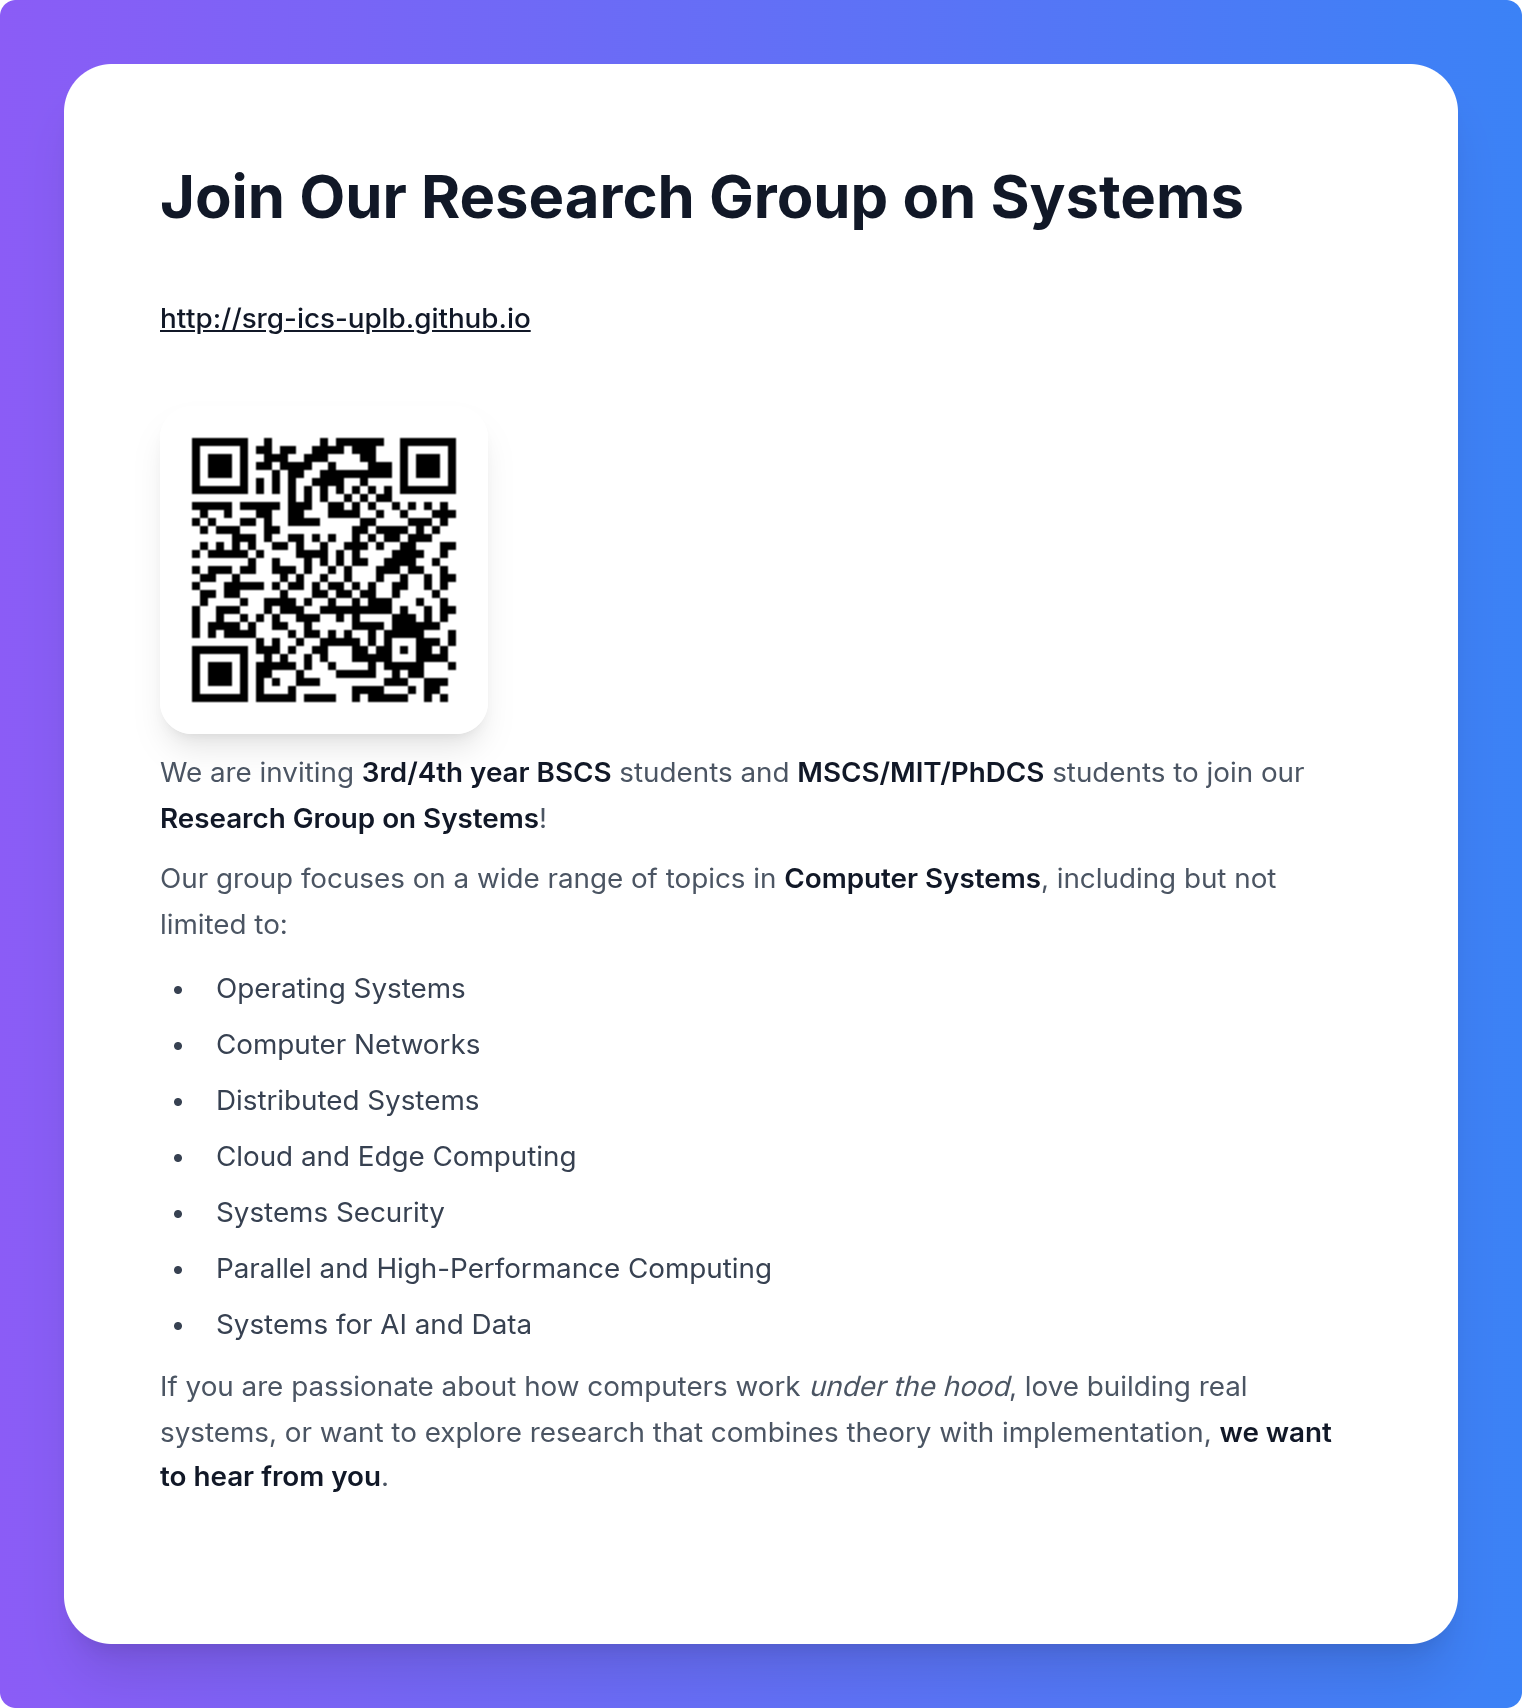 Join Our Research Group on Systems
http://srg-ics-uplb.github.io
We are inviting 3rd/4th year BSCS students and MSCS/MIT/PhDCS students to join our
Research Group on Systems!
Our group focuses on a wide range of topics in Computer Systems, including but not
limited to:
• Operating Systems
• Computer Networks
• Distributed Systems
• Cloud and Edge Computing
• Systems Security
• Parallel and High-Performance Computing
• Systems for AI and Data
If you are passionate about how computers work under the hood, love building real
systems, or want to explore research that combines theory with implementation, we want
to hear from you.